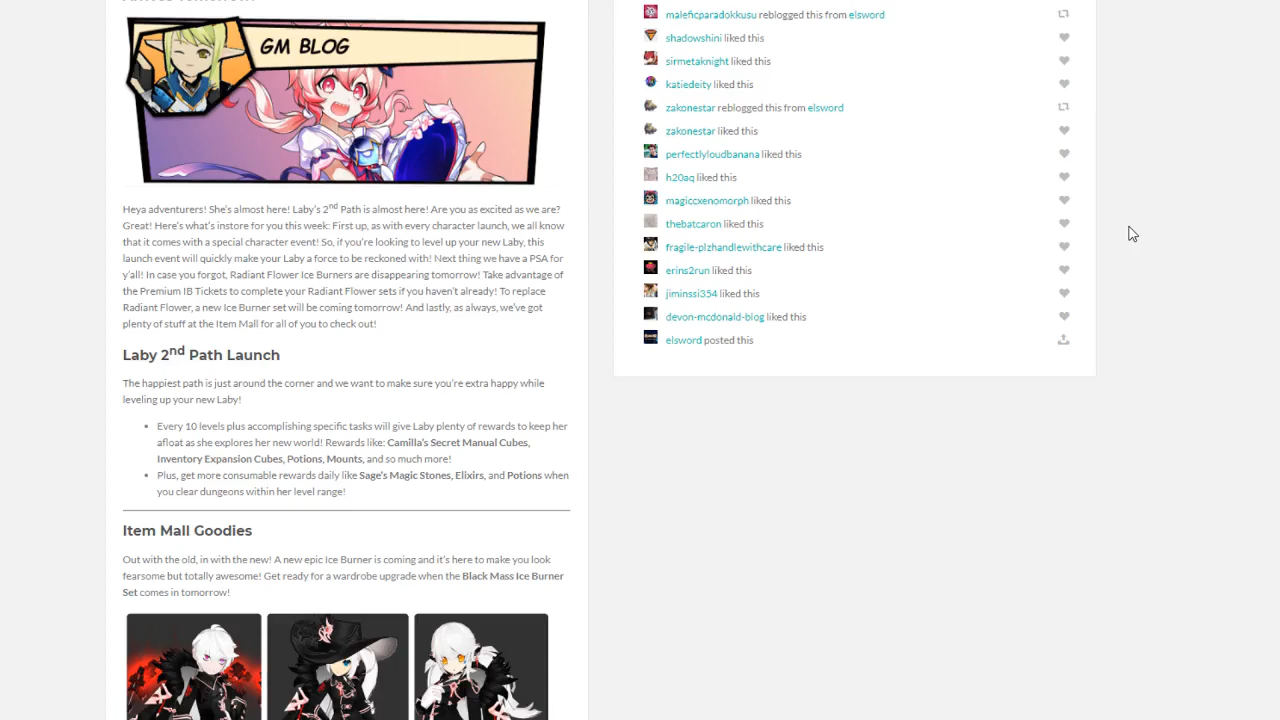 GM BLOG
Heya adventurers! She's almost here! Laby's 2nd Path is almost here! Are you as excited as we are?
Great! Here's what's instore for you this week: First up, as with every character launch, we all know
that it comes with a special character event! So, if you're looking to level up your new Laby, this
launch event will quickly make your Laby a force to be reckoned with! Next thing we have a PSA for
y'all! In case you forgot, Radiant Flower Ice Burners are disappearing tomorrow! Take advantage of
the Premium IB Tickets to complete your Radiant Flower sets if you haven't already! To replace
Radiant Flower, a new Ice Burner set will be coming tomorrow! And lastly, as always, we've got
plenty of stuff at the Item Mall for all of you to check out!
Laby 2nd Path Launch
The happiest path is just around the corner and we want to make sure you're extra happy while
leveling up your new Laby!
• Every 10 levels plus accomplishing specific tasks will give Laby plenty of rewards to keep her
afloat as she explores her new world! Rewards like: Camilla's Secret Manual Cubes,
Inventory Expansion Cubes, Potions, Mounts, and so much more!
• Plus, get more consumable rewards daily like Sage's Magic Stones, Elixirs, and Potions when
you clear dungeons within her level range!
Item Mall Goodies
Out with the old, in with the new! A new epic Ice Burner is coming and it's here to make you look
fearsome but totally awesome! Get ready for a wardrobe upgrade when the Black Mass Ice Burner
Set comes in tomorrow!
maleficparadokkusu reblogged this from elsword
shadowshini liked this
sirmetaknight liked this
katiedeity liked this
zakonestar reblogged this from elsword
zakonestar liked this
perfectlyloudbanana liked this
h20aq liked this
magiccxenomorph liked this
thebatcaron liked this
fragile-plzhandlewithcare liked this
erins2run liked this
jiminssi354 liked this
devon-mcdonald-blog liked this
elsword posted this